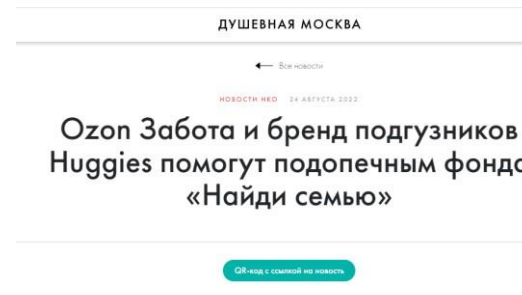 ДУШЕВНАЯ МОСКВА
Все новости
НОВОСТИ НКО 24 АВГУСТА 2022
Ozon Забота и бренд подгузников
Huggies помогут подопечным фонда
«Найди семью»
QR-код с ссылкой на новость